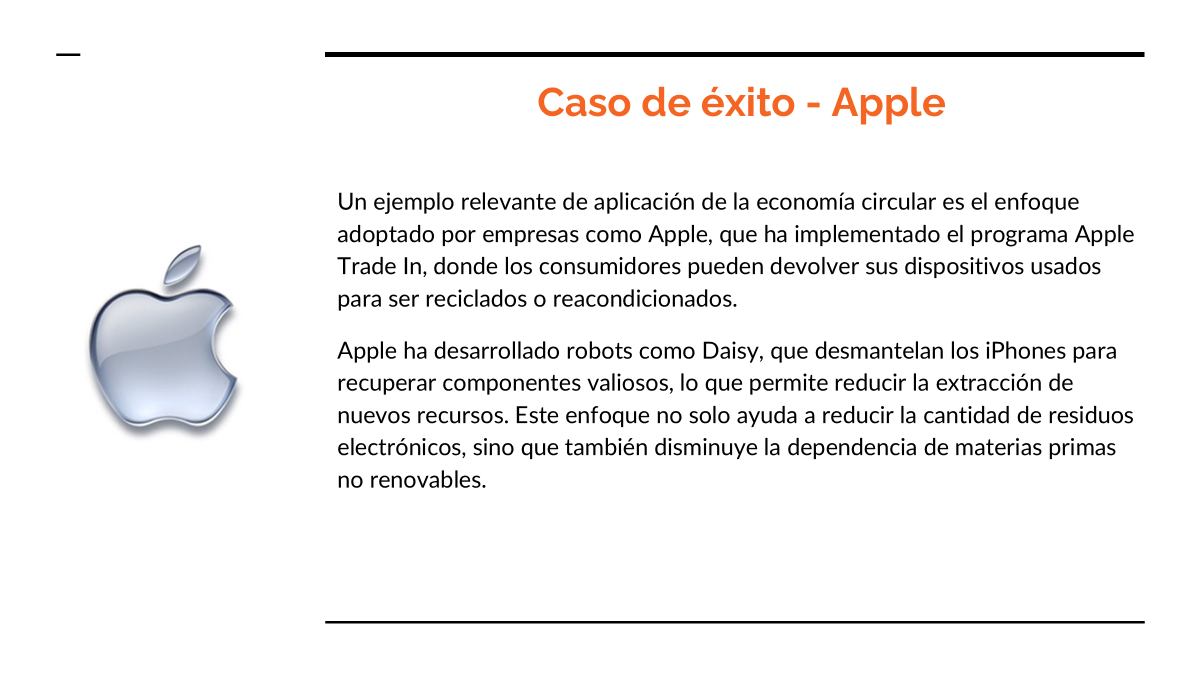 Caso de éxito - Apple
Un ejemplo relevante de aplicación de la economía circular es el enfoque
adoptado por empresas como Apple, que ha implementado el programa Apple
Trade In, donde los consumidores pueden devolver sus dispositivos usados
para ser reciclados o reacondicionados.
Apple ha desarrollado robots como Daisy, que desmantelan los iPhones para
recuperar componentes valiosos, lo que permite reducir la extracción de
nuevos recursos. Este enfoque no solo ayuda a reducir la cantidad de residuos
electrónicos, sino que también disminuye la dependencia de materias primas
no renovables.